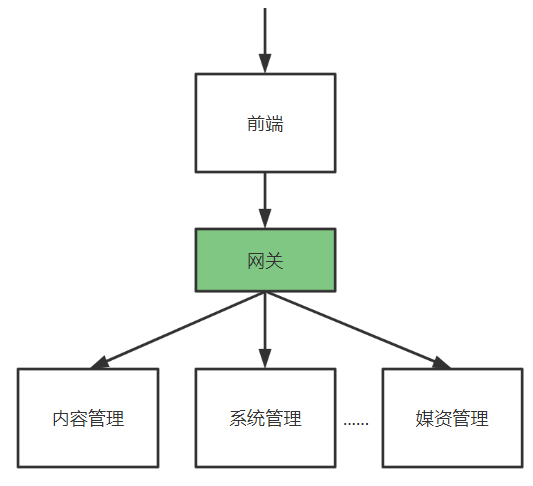 前端
网关
内容管理
系统管理
......
媒资管理